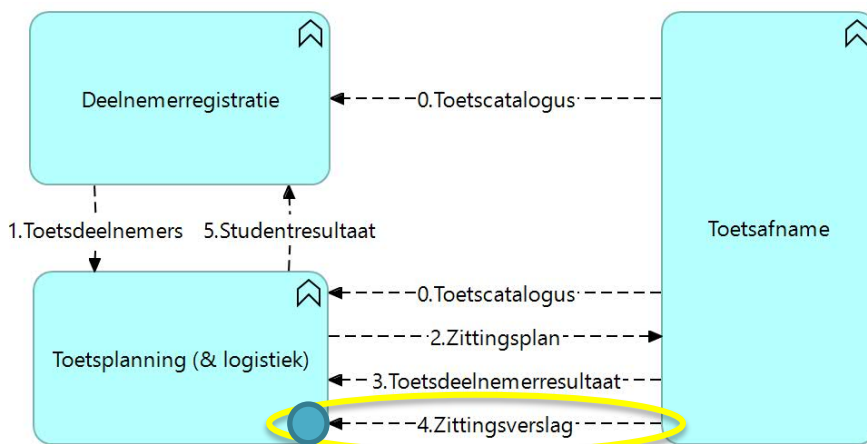 Deelnemerregistratie
0.Toetscatalogus
1.Toetsdeelnemers
5.Studentresultaat
Toetsafname
0.Toetscatalogus
2.Zittingsplan
Toetsplanning (& logistiek)
3.Toetsdeelnemerresultaat
4.Zittingsverslag